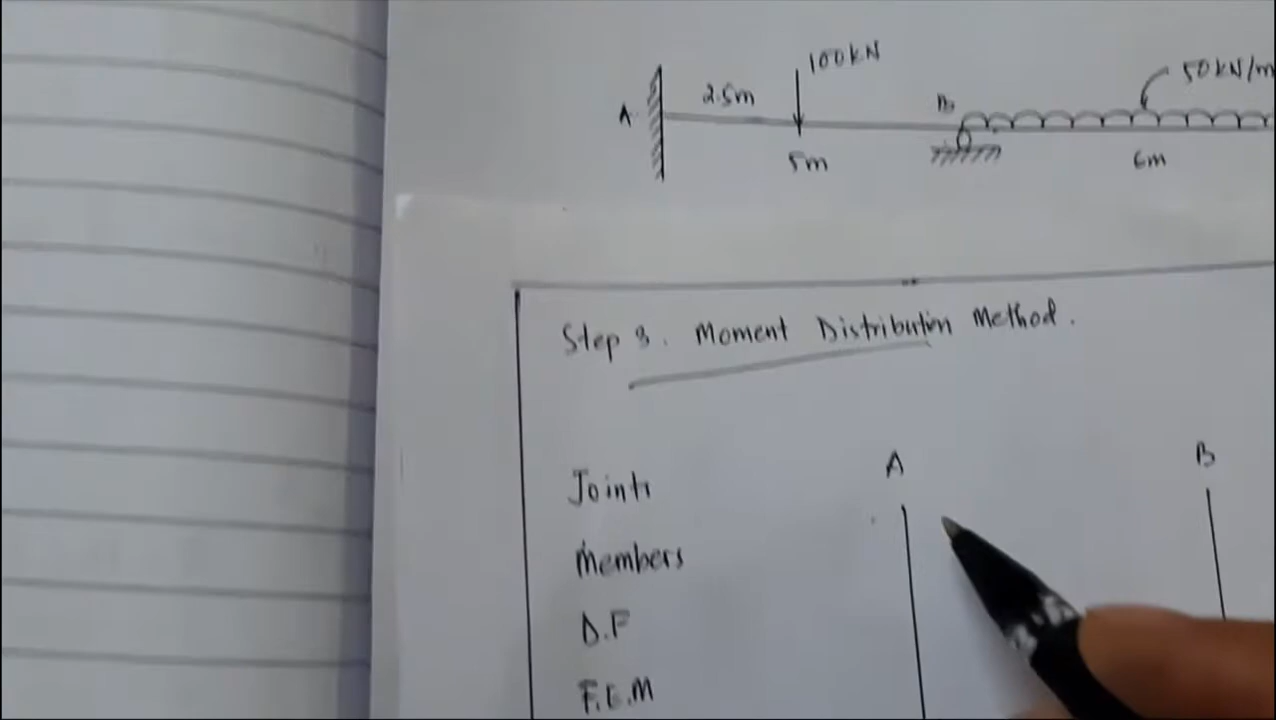 100kN
50kN/m
2.5m
A
B
5m
6m
Step 3. Moment Distribution Method.
A
B
Joints
Members
D.F
F.E.M